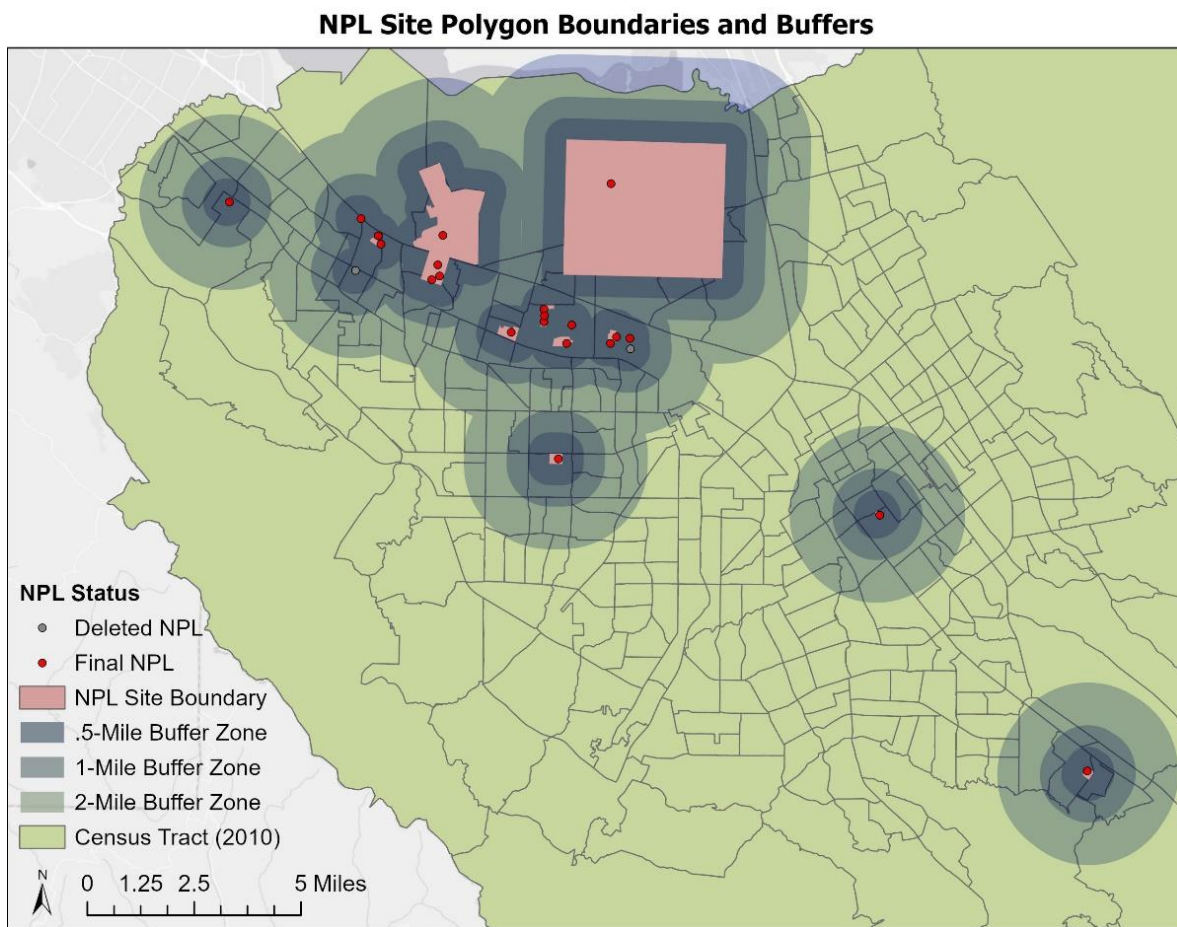 NPL Site Polygon Boundaries and Buffers
NPL Status
Deleted NPL
Final NPL
NPL Site Boundary
.5-Mile Buffer Zone
1-Mile Buffer Zone
2-Mile Buffer Zone
Census Tract (2010)
N
0 1.25 2.5 5 Miles